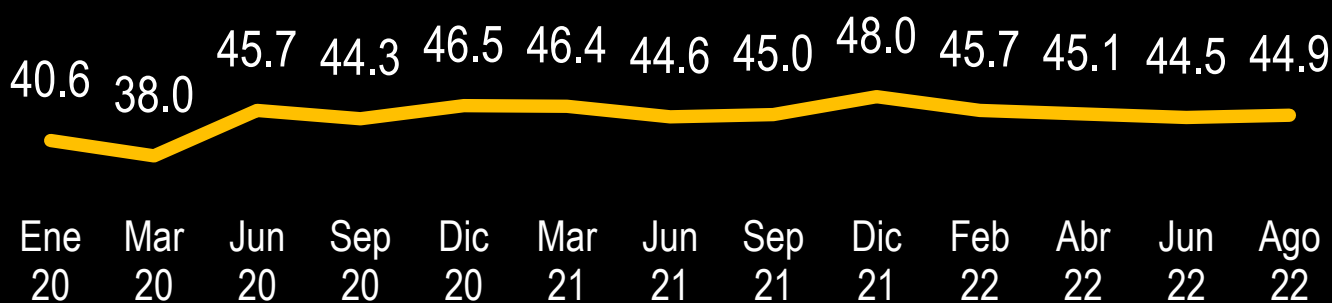 40.6 38.0 45.7 44.3 46.5 46.4 44.6 45.0 48.0 45.7 45.1 44.5 44.9
Ene Mar Jun Sep Dic Mar Jun Sep Dic Feb Abr Jun Ago
20 20 20 20 20 21 21 21 21 22 22 22 22